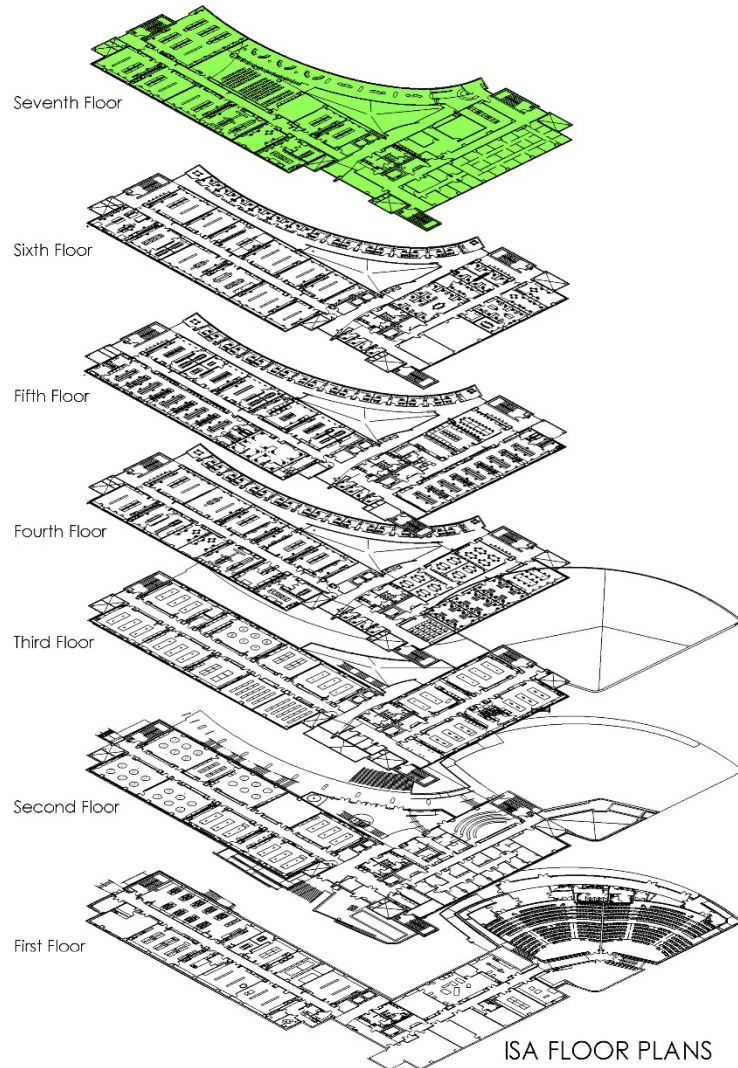 Seventh Floor
Sixth Floor
Fifth Floor
Fourth Floor
Third Floor
Second Floor
First Floor
ISA FLOOR PLANS